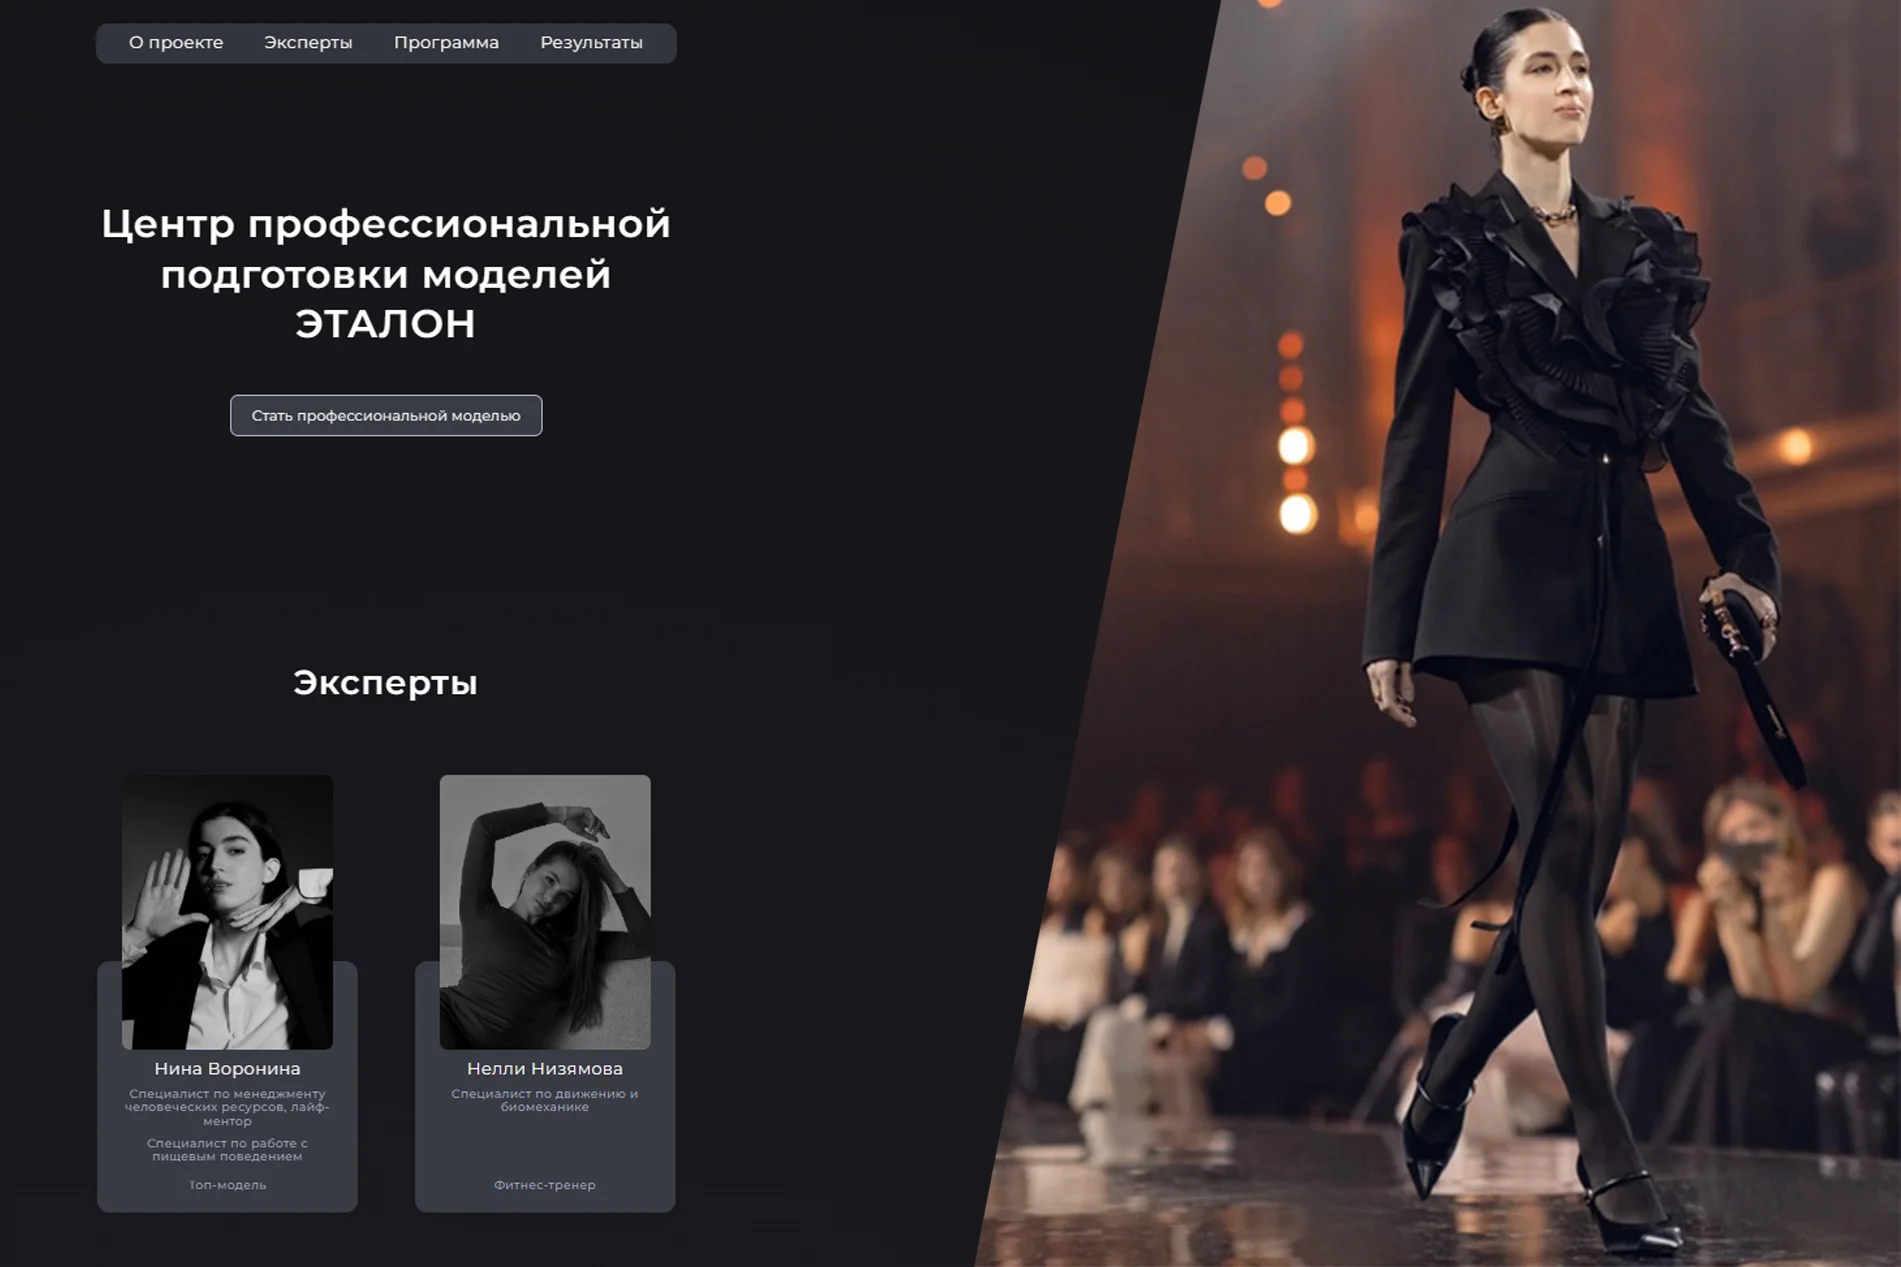 О проекте Эксперты Программа Результаты
Центр профессиональной
подготовки моделей
ЭТАЛОН
Стать профессиональной моделью
Эксперты
Нина Воронина
Специалист по менеджменту
человеческих ресурсов, лайф-
ментор
Специалист по работе с
пищевым поведением
Топ-модель
Нелли Низямова
Специалист по движению и
биомеханике
Фитнес-тренер